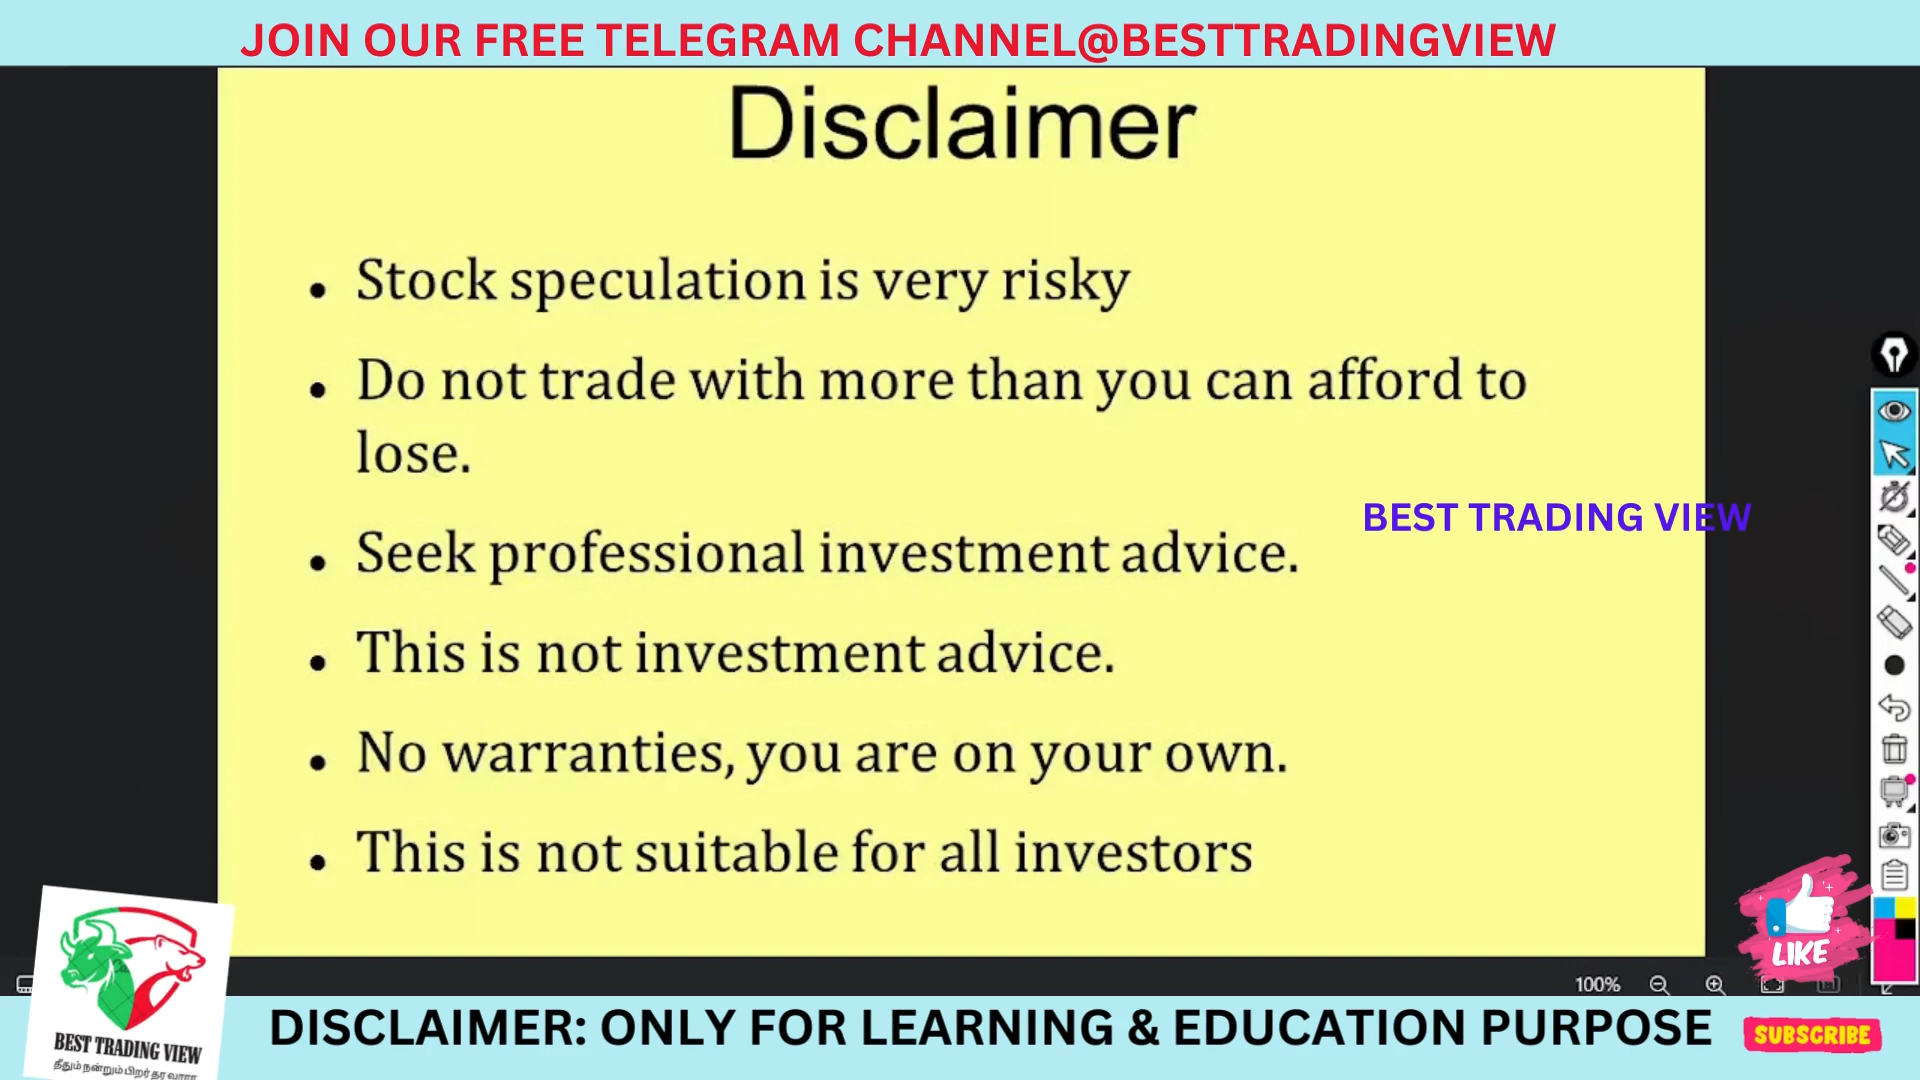 JOIN OUR FREE TELEGRAM CHANNEL@BESTTRADINGVIEW
Disclaimer
• Stock speculation is very risky
• Do not trade with more than you can afford to
lose.
BEST TRADING VIEW
• Seek professional investment advice.
• This is not investment advice.
• No warranties, you are on your own.
• This is not suitable for all investors
LIKE
100%
BEST TRADING VIEW
தீதும் நன்றும் பிறர் தர வாரா
DISCLAIMER: ONLY FOR LEARNING & EDUCATION PURPOSE
SUBSCRIBE